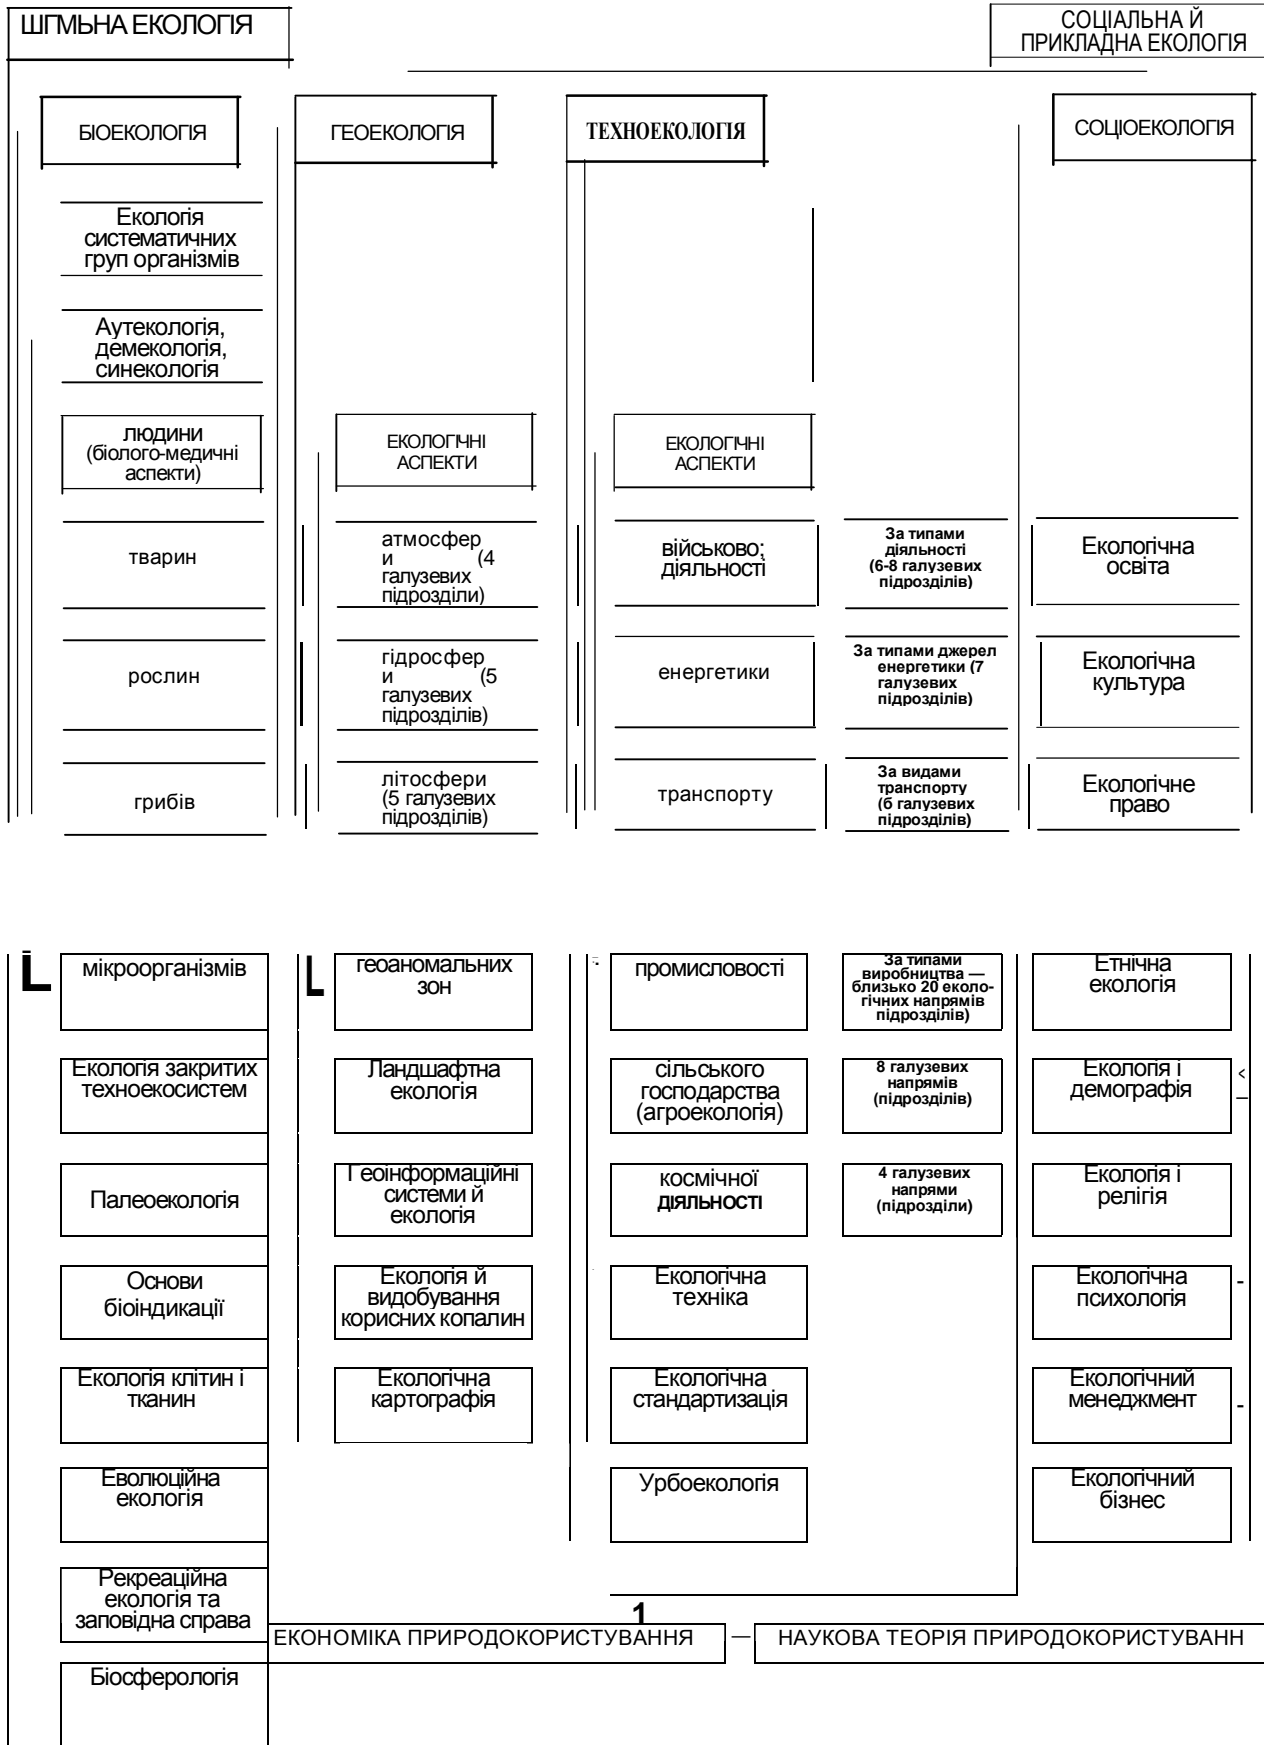 ШГМЬНА ЕКОЛОГІЯ
СОЦІАЛЬНА Й
ПРИКЛАДНА ЕКОЛОГІЯ
БІОЕКОЛОГІЯ
ГЕОЕКОЛОГІЯ
ТЕХНОЕКОЛОГІЯ
СОЦІОЕКОЛОГІЯ
Екологія
систематичних
груп організмів
Аутекологія,
демекологія,
синекологія
людини
(біолого-медичні
аспекти)
ЕКОЛОГІЧНІ
АСПЕКТИ
ЕКОЛОГІЧНІ
АСПЕКТИ
тварин
атмосфер
и (4
галузевих
підрозділи)
військово;
діяльності
За типами
діяльності
(6-8 галузевих
підрозділів)
Екологічна
освіта
рослин
гідросфер
и (5
галузевих
підрозділів)
енергетики
За типами джерел
енергетики (7
галузевих
підрозділів)
Екологічна
культура
грибів
літосфери
(5 галузевих
підрозділів)
транспорту
За видами
транспорту
(б галузевих
підрозділів)
Екологічне
право
L
мікроорганізмів
L
геоаномальних
зон
промисловості
За типами
виробництва —
близько 20 еколо-
гічних напрямів
підрозділів)
Етнічна
екологія
Екологія закритих
техноекосистем
Ландшафтна
екологія
сільського
господарства
(агроекологія)
8 галузевих
напрямів
(підрозділів)
Екологія і
демографія
<
Палеоекологія
Геоінформаційні
системи й
екологія
космічної
діяльності
4 галузевих
напрями
(підрозділи)
Екологія і
релігія
Основи
біоіндикації
Екологія й
видобування
корисних копалин
Екологічна
техніка
Екологічна
психологія
-
Екологія клітин і
тканин
Екологічна
картографія
Екологічна
стандартизація
Екологічний
менеджмент
-
Еволюційна
екологія
Урбоекологія
Екологічний
бізнес
Рекреаційна
екологія та
заповідна справа
1
ЕКОНОМІКА ПРИРОДОКОРИСТУВАННЯ
—
НАУКОВА ТЕОРІЯ ПРИРОДОКОРИСТУВАНН
Біосферологія